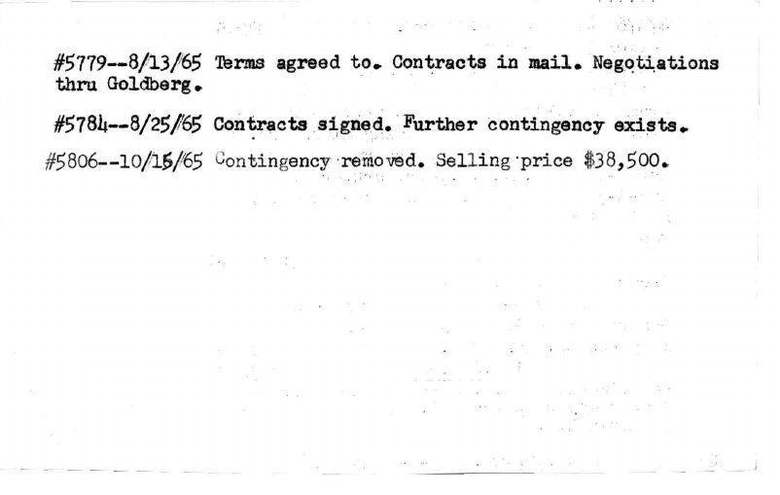 #5779--8/13/65 Terms agreed to. Contracts in mail. Negotiations
thru Goldberg.
#5784--8/25/65 Contracts signed. Further contingency exists.
#5806--10/15/65 Contingency removed. Selling price $38,500.